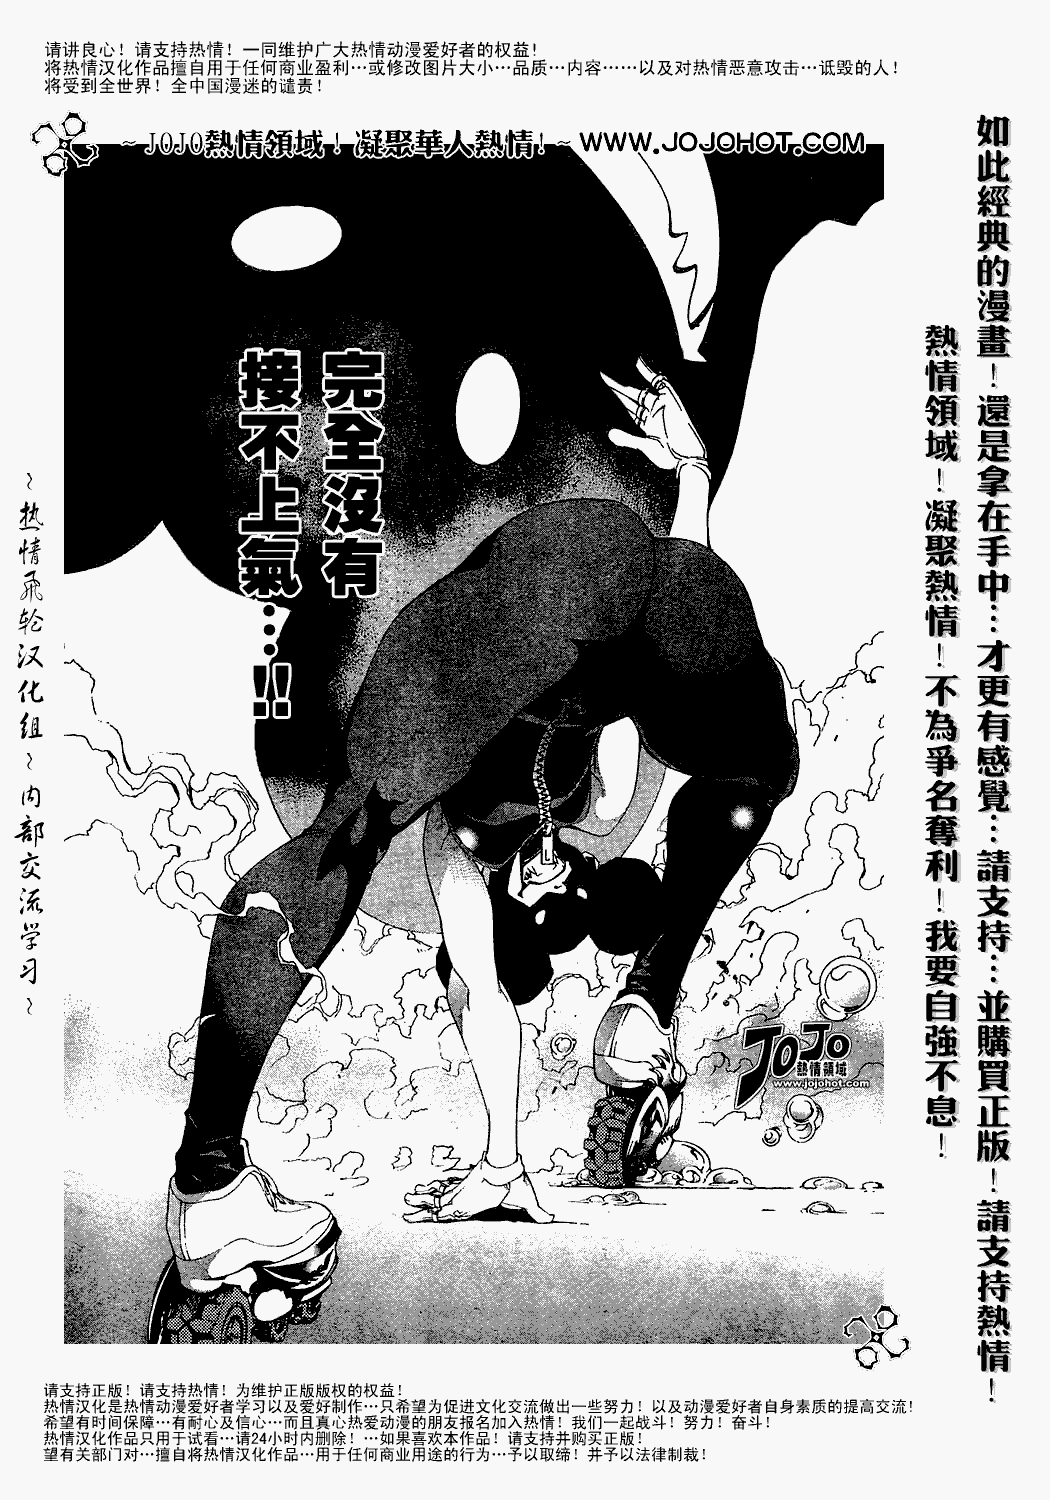 请讲良心！请支持热情！一同维护广大热情动漫爱好者的权益！
将热情汉化作品擅自用于任何商业盈利…或修改图片大小…品质…内容……以及对热情恶意攻击…诋毁的人！
将受到全世界！全中国漫迷的谴责！
～JOJO熱情領域！凝聚華人熱情！～WWW.JOJOHOT.COM
如此經典的漫畫！還是拿在手中…才更有感覺…請支持…並購買正版！請支持熱情！
熱情領域！凝聚熱情！不為爭名奪利！我要自強不息！
完全沒有
接不上氣…!!
～热情飛轮汉化组～内部交流学习～
JOJO
熱情領域
www.jojohot.com
请支持正版！请支持热情！为维护正版版权的权益！
热情汉化是热情动漫爱好者学习以及爱好制作…只希望为促进文化交流做出一些努力！以及动漫爱好者自身素质的提高交流！
希望有时间保障…有耐心及信心…而且真心热爱动漫的朋友报名加入热情！我们一起战斗！努力！奋斗！
热情汉化作品只用于试看…请24小时内删除！…如果喜欢本作品！请支持并购买正版！
望有关部门对…擅自将热情汉化作品…用于任何商业用途的行为…予以取缔！并予以法律制裁！